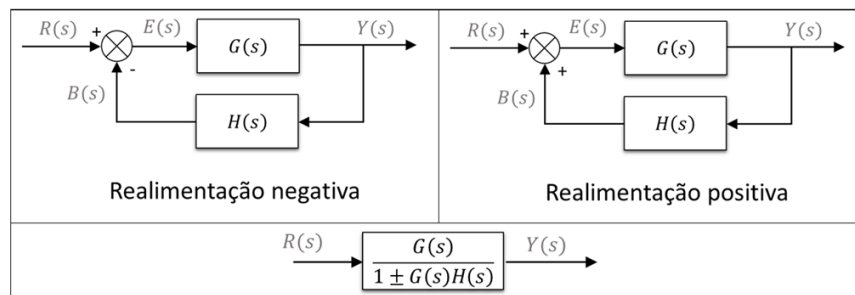 R(s) + E(s) G(s) Y(s)
-
B(s)
H(s)
Realimentação negativa
R(s) + E(s) G(s) Y(s)
+
B(s)
H(s)
Realimentação positiva
R(s) G(s) Y(s)
1 ± G(s)H(s)